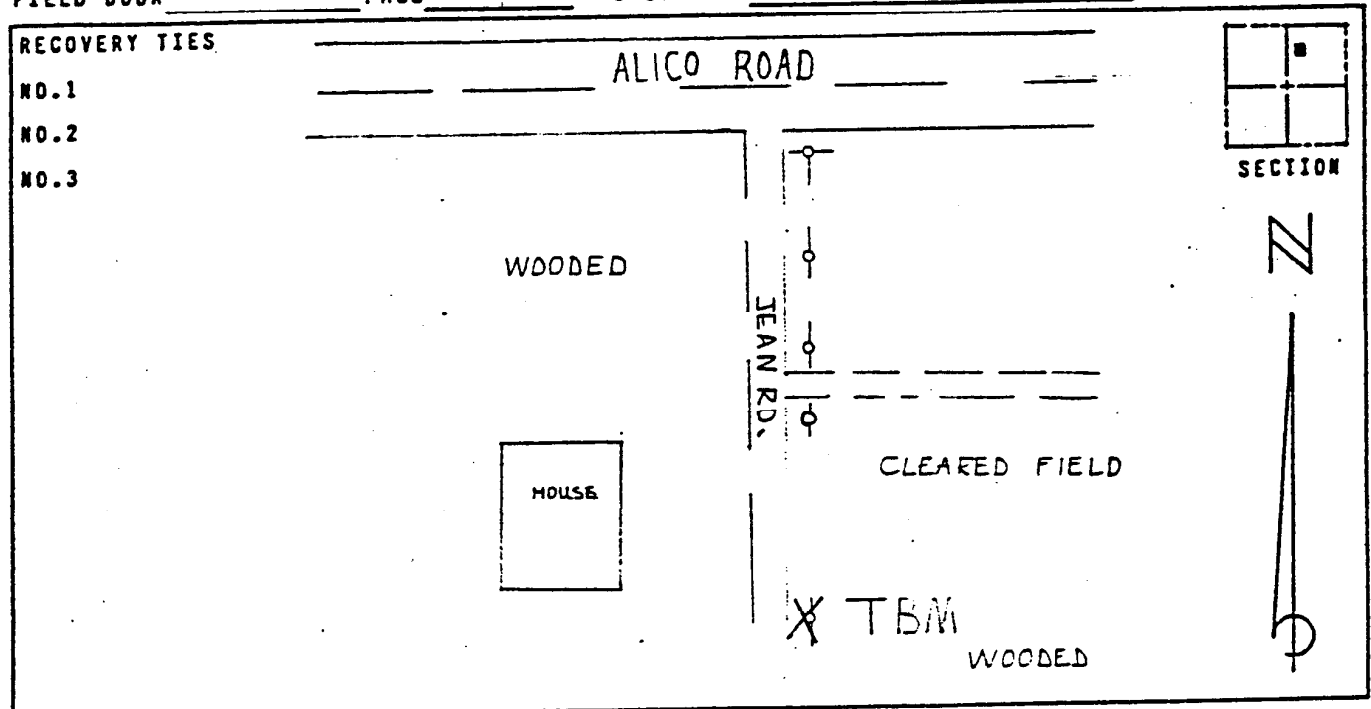 RECOVERY TIES
ALICO ROAD
NO.1
NO.2
NO.3
SECTION
N
WOODED
JEAN RD.
CLEARED FIELD
HOUSE
TBM
WOODED